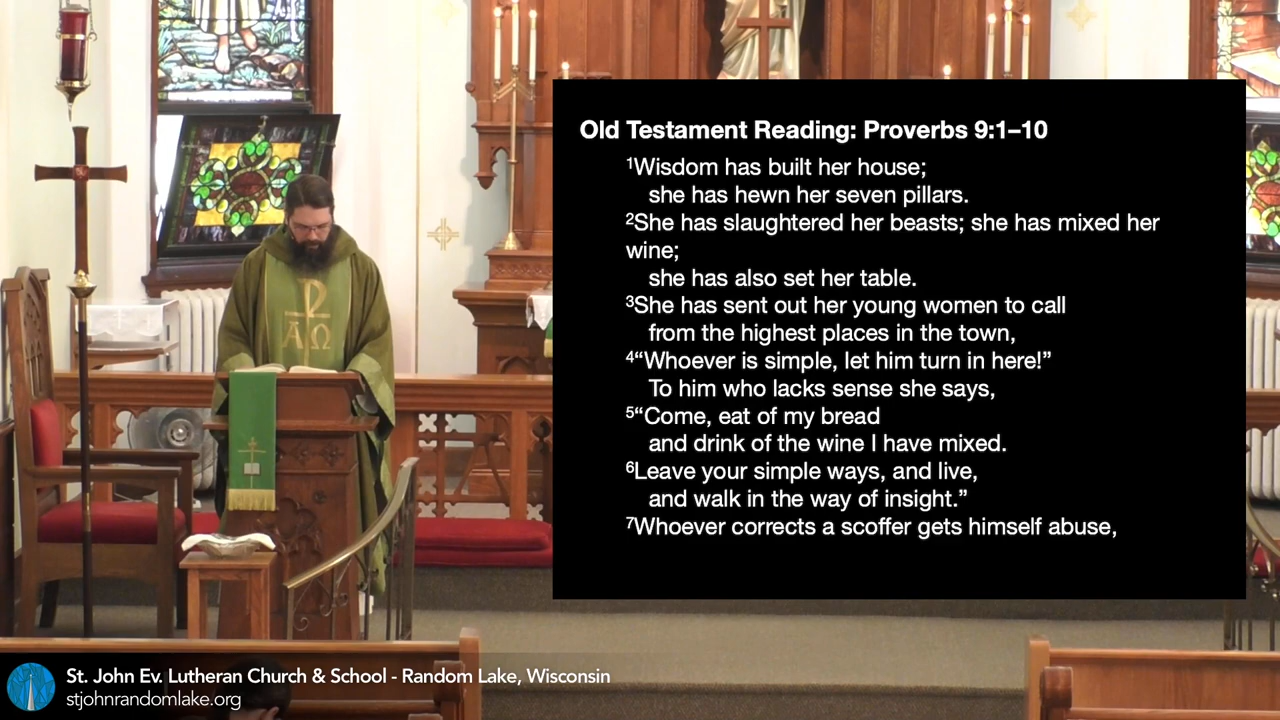 Old Testament Reading: Proverbs 9:1–10
¹Wisdom has built her house;
she has hewn her seven pillars.
²She has slaughtered her beasts; she has mixed her
wine;
she has also set her table.
³She has sent out her young women to call
from the highest places in the town,
⁴“Whoever is simple, let him turn in here!”
To him who lacks sense she says,
⁵“Come, eat of my bread
and drink of the wine I have mixed.
⁶Leave your simple ways, and live,
and walk in the way of insight.”
⁷Whoever corrects a scoffer gets himself abuse,
ΑΩ
St. John Ev. Lutheran Church & School - Random Lake, Wisconsin
stjohnrandomlake.org